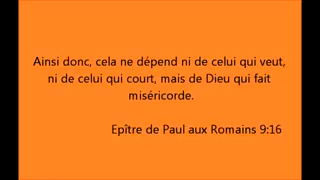 Ainsi donc, cela ne dépend ni de celui qui veut,
ni de celui qui court, mais de Dieu qui fait
miséricorde.
Epître de Paul aux Romains 9:16